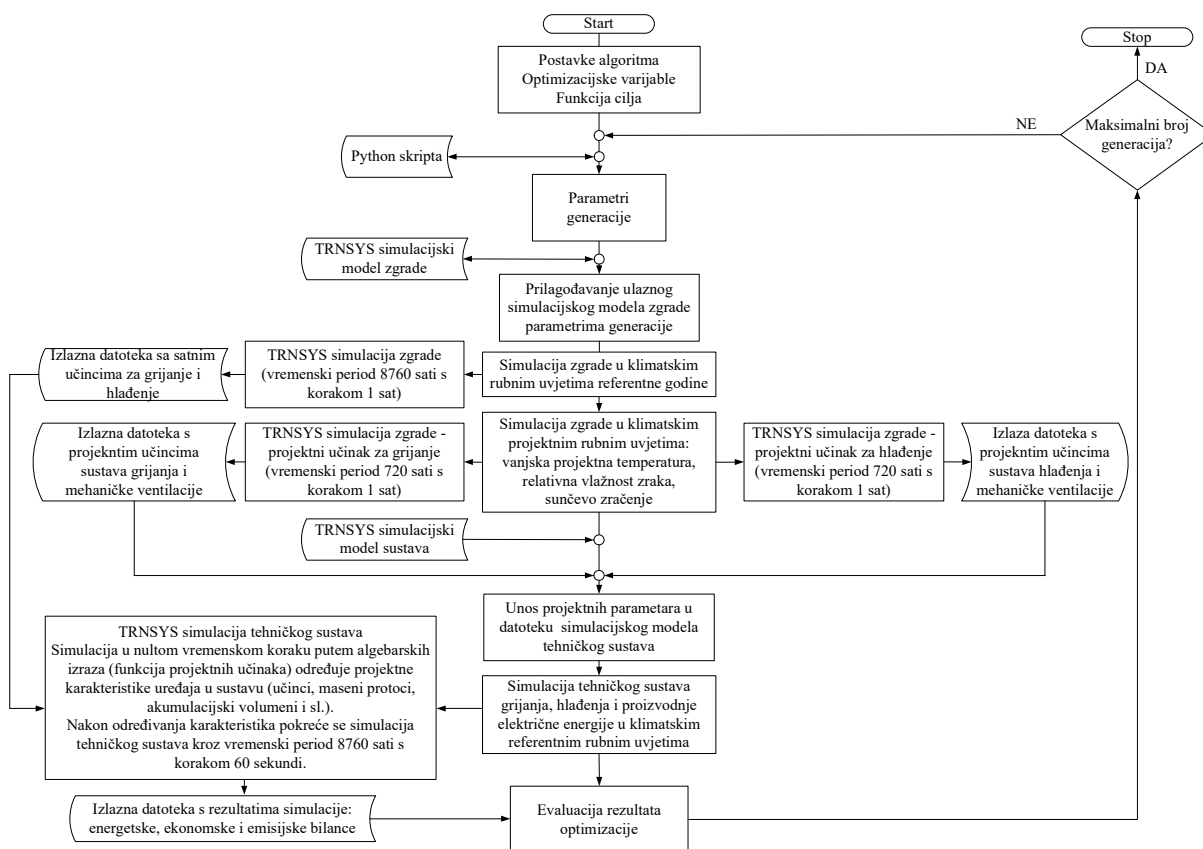 Start
Stop
Postavke algoritma
Optimizacijske varijable
Funkcija cilja
DA
NE
Maksimalni broj
generacija?
Python skripta
Parametri
generacije
TRNSYS simulacijski
model zgrade
Prilagođavanje ulaznog
simulacijskog modela zgrade
parametrima generacije
Izlazna datoteka sa satnim
učincima za grijanje i
hlađenje
TRNSYS simulacija zgrade
(vremenski period 8760 sati s
korakom 1 sat)
Simulacija zgrade u klimatskim
rubnim uvjetima referentne godine
Izlazna datoteka s
projekntim učincima
sustava grijanja i
mehaničke ventilacije
TRNSYS simulacija zgrade -
projektni učinak za grijanje
(vremenski period 720 sati s
korakom 1 sat)
Simulacija zgrade u klimatskim
projektnim rubnim uvjetima:
vanjska projektna temperatura,
relativna vlažnost zraka,
sunčevo zračenje
TRNSYS simulacija zgrade -
projektni učinak za hlađenje
(vremenski period 720 sati s
korakom 1 sat)
Izlaza datoteka s
projekntim učincima
sustava hlađenja i
mehaničke ventilacije
TRNSYS simulacijski
model sustava
Unos projektnih parametara u
datoteku simulacijskog modela
tehničkog sustava
TRNSYS simulacija tehničkog sustava
Simulacija u nultom vremenskom koraku putem algebarskih
izraza (funkcija projektnih učinaka) određuje projektne
karakteristike uređaja u sustavu (učinci, maseni protoci,
akumulacijski volumeni i sl.).
Nakon određivanja karakteristika pokreće se simulacija
tehničkog sustava kroz vremenski period 8760 sati s
korakom 60 sekundi.
Simulacija tehničkog sustava
grijanja, hlađenja i proizvodnje
električne energije u klimatskim
referentnim rubnim uvjetima
Izlazna datoteka s rezultatima simulacije:
energetske, ekonomske i emisijske bilance
Evaluacija rezultata
optimizacije